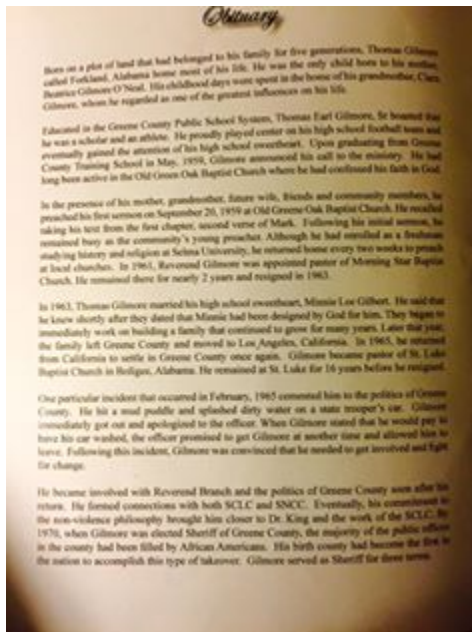 Obituary
Born on a plot of land that had belonged to his family for five generations, Thomas Gilmore
called Forkland, Alabama home most of his life. He was the only child born to his mother,
Beatrice Gilmore O'Neal. His childhood days were spent in the home of his grandmother, Clara
Gilmore, whom he regarded as one of the greatest influences on his life.
Educated in the Greene County Public School System, Thomas Earl Gilmore, Sr boasted that
he was a scholar and an athlete. He proudly played center on his high school football team and
eventually gained the attention of his high school sweetheart. Upon graduating from Greene
County Training School in May, 1959, Gilmore announced his call to the ministry. He had
long been active in the Old Green Oak Baptist Church where he had confessed his faith in God.
In the presence of his mother, grandmother, future wife, friends and community members, he
preached his first sermon on September 20, 1959 at Old Greene Oak Baptist Church. He recalled
taking his text from the first chapter, second verse of Mark. Following his initial sermon, he
remained busy as the community's young preacher. Although he had enrolled as a freshman
studying history and religion at Selma University, he returned home every two weeks to preach
at local churches. In 1961, Reverend Gilmore was appointed pastor of Morning Star Baptist
Church. He remained there for nearly 2 years and resigned in 1963.
In 1963, Thomas Gilmore married his high school sweetheart, Minnie Lee Gilbert. He said that
he knew shortly after they dated that Minnie had been designed by God for him. They began to
immediately work on building a family that continued to grow for many years. Later that year,
the family left Greene County and moved to Los Angeles, California. In 1965, he returned
from California to settle in Greene County once again. Gilmore became pastor of St. Luke
Baptist Church in Boligee, Alabama. He remained at St. Luke for 16 years before he resigned.
One particular incident that occurred in February, 1965 cemented him to the politics of Greene
County. He hit a mud puddle and splashed dirty water on a state trooper's car. Gilmore
immediately got out and apologized to the officer. When Gilmore stated that he would pay to
have his car washed, the officer promised to get Gilmore at another time and allowed him to
leave. Following this incident, Gilmore was convinced that he needed to get involved and fight
for change.
He became involved with Reverend Branch and the politics of Greene County soon after his
return. He formed connections with both SCLC and SNCC. Eventually, his commitment to
the non-violence philosophy brought him closer to Dr. King and the work of the SCLC. By
1970, when Gilmore was elected Sheriff of Greene County, the majority of the public offices
in the county had been filled by African Americans. His birth county had become the first in
the nation to accomplish this type of takeover. Gilmore served as Sheriff for three terms.